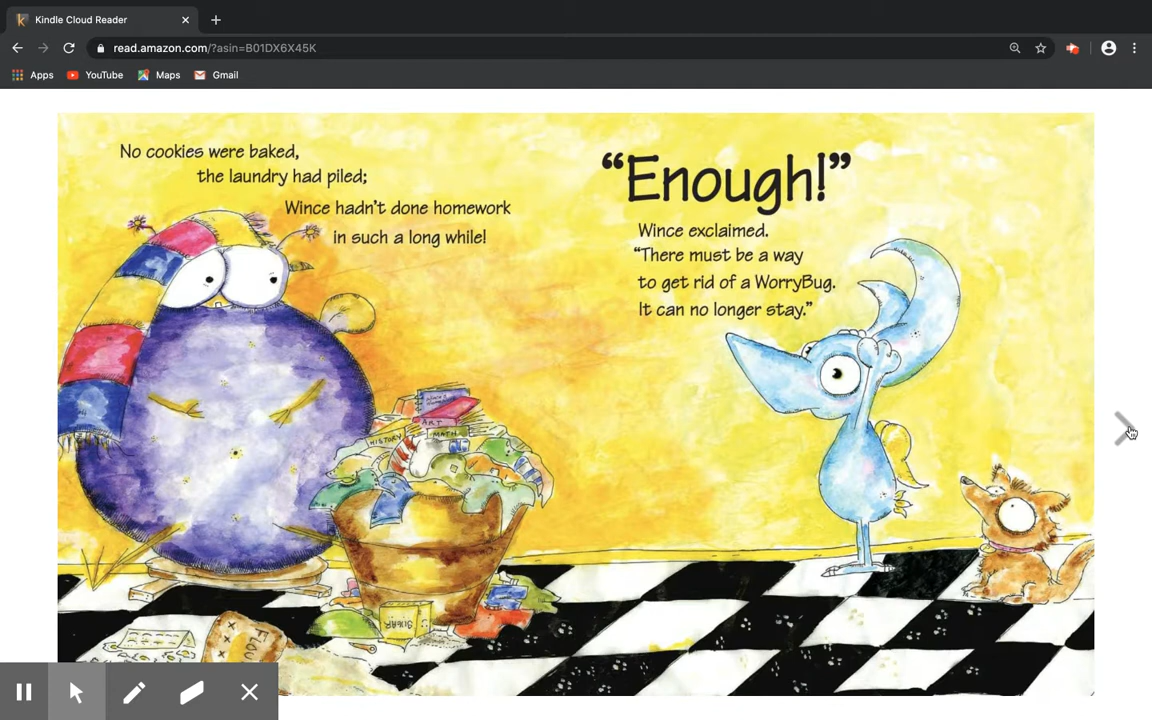 Kindle Cloud Reader
read.amazon.com/?asin=B01DX6X45K
Apps
YouTube
Maps
Gmail
No cookies were baked,
the laundry had piled;
Wince hadn't done homework
in such a long while!
“Enough!”
Wince exclaimed.
“There must be a way
to get rid of a WorryBug.
It can no longer stay.”
ART
HISTORY
MATH
SUGAR
FLOUR